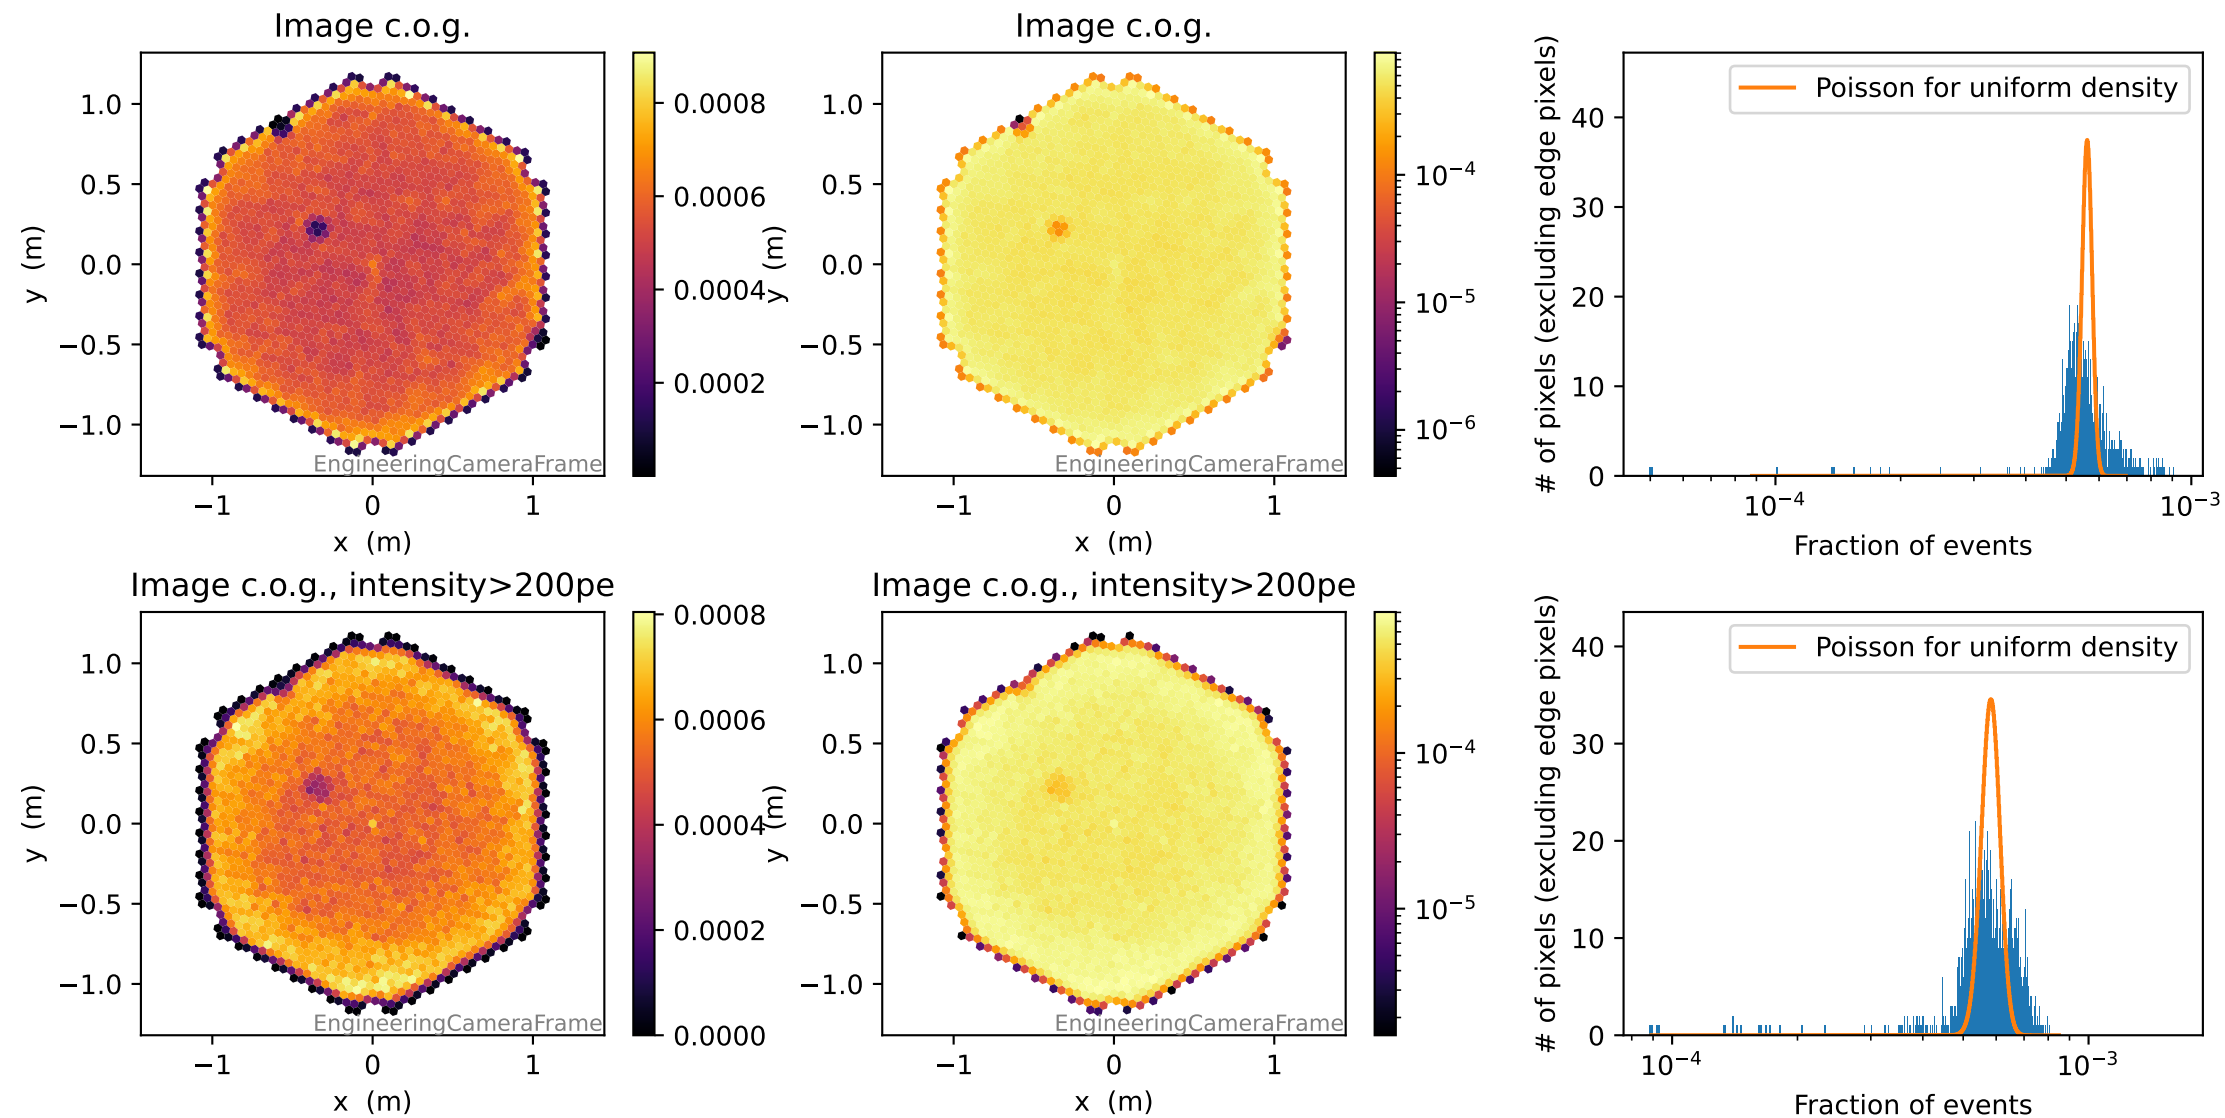 Image c.o.g.
Image c.o.g.
1.0
0.5
0.0
−0.5
−1.0
y (m)
−1
0
1
x (m)
EngineeringCameraFrame
0.0008
0.0006
0.0004
0.0002
1.0
0.5
0.0
−0.5
−1.0
y (m)
−1
0
1
x (m)
EngineeringCameraFrame
10⁻⁴
10⁻⁵
10⁻⁶
# of pixels (excluding edge pixels)
40
30
20
10
0
Poisson for uniform density
10⁻⁴
10⁻³
Fraction of events
Image c.o.g., intensity>200pe
Image c.o.g., intensity>200pe
1.0
0.5
0.0
−0.5
−1.0
y (m)
−1
0
1
x (m)
EngineeringCameraFrame
0.0008
0.0006
0.0004
0.0002
0.0000
1.0
0.5
0.0
−0.5
−1.0
y (m)
−1
0
1
x (m)
EngineeringCameraFrame
10⁻⁴
10⁻⁵
# of pixels (excluding edge pixels)
40
30
20
10
0
Poisson for uniform density
10⁻⁴
10⁻³
Fraction of events